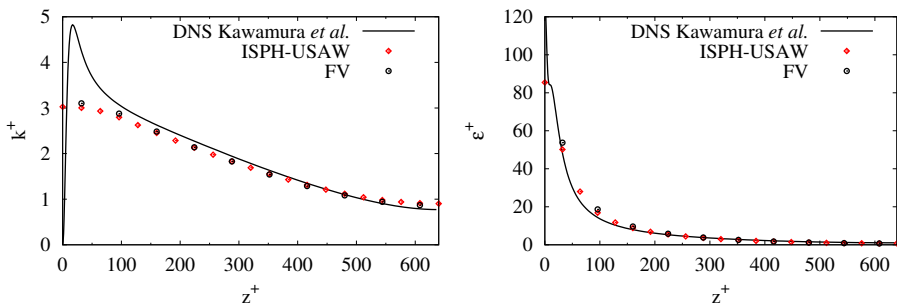 DNS Kawamura et al.
ISPH-USAW
FV
k+
5
4
3
2
1
0
0 100 200 300 400 500 600
z+
DNS Kawamura et al.
ISPH-USAW
FV
ε+
120
100
80
60
40
20
0
0 100 200 300 400 500 600
z+